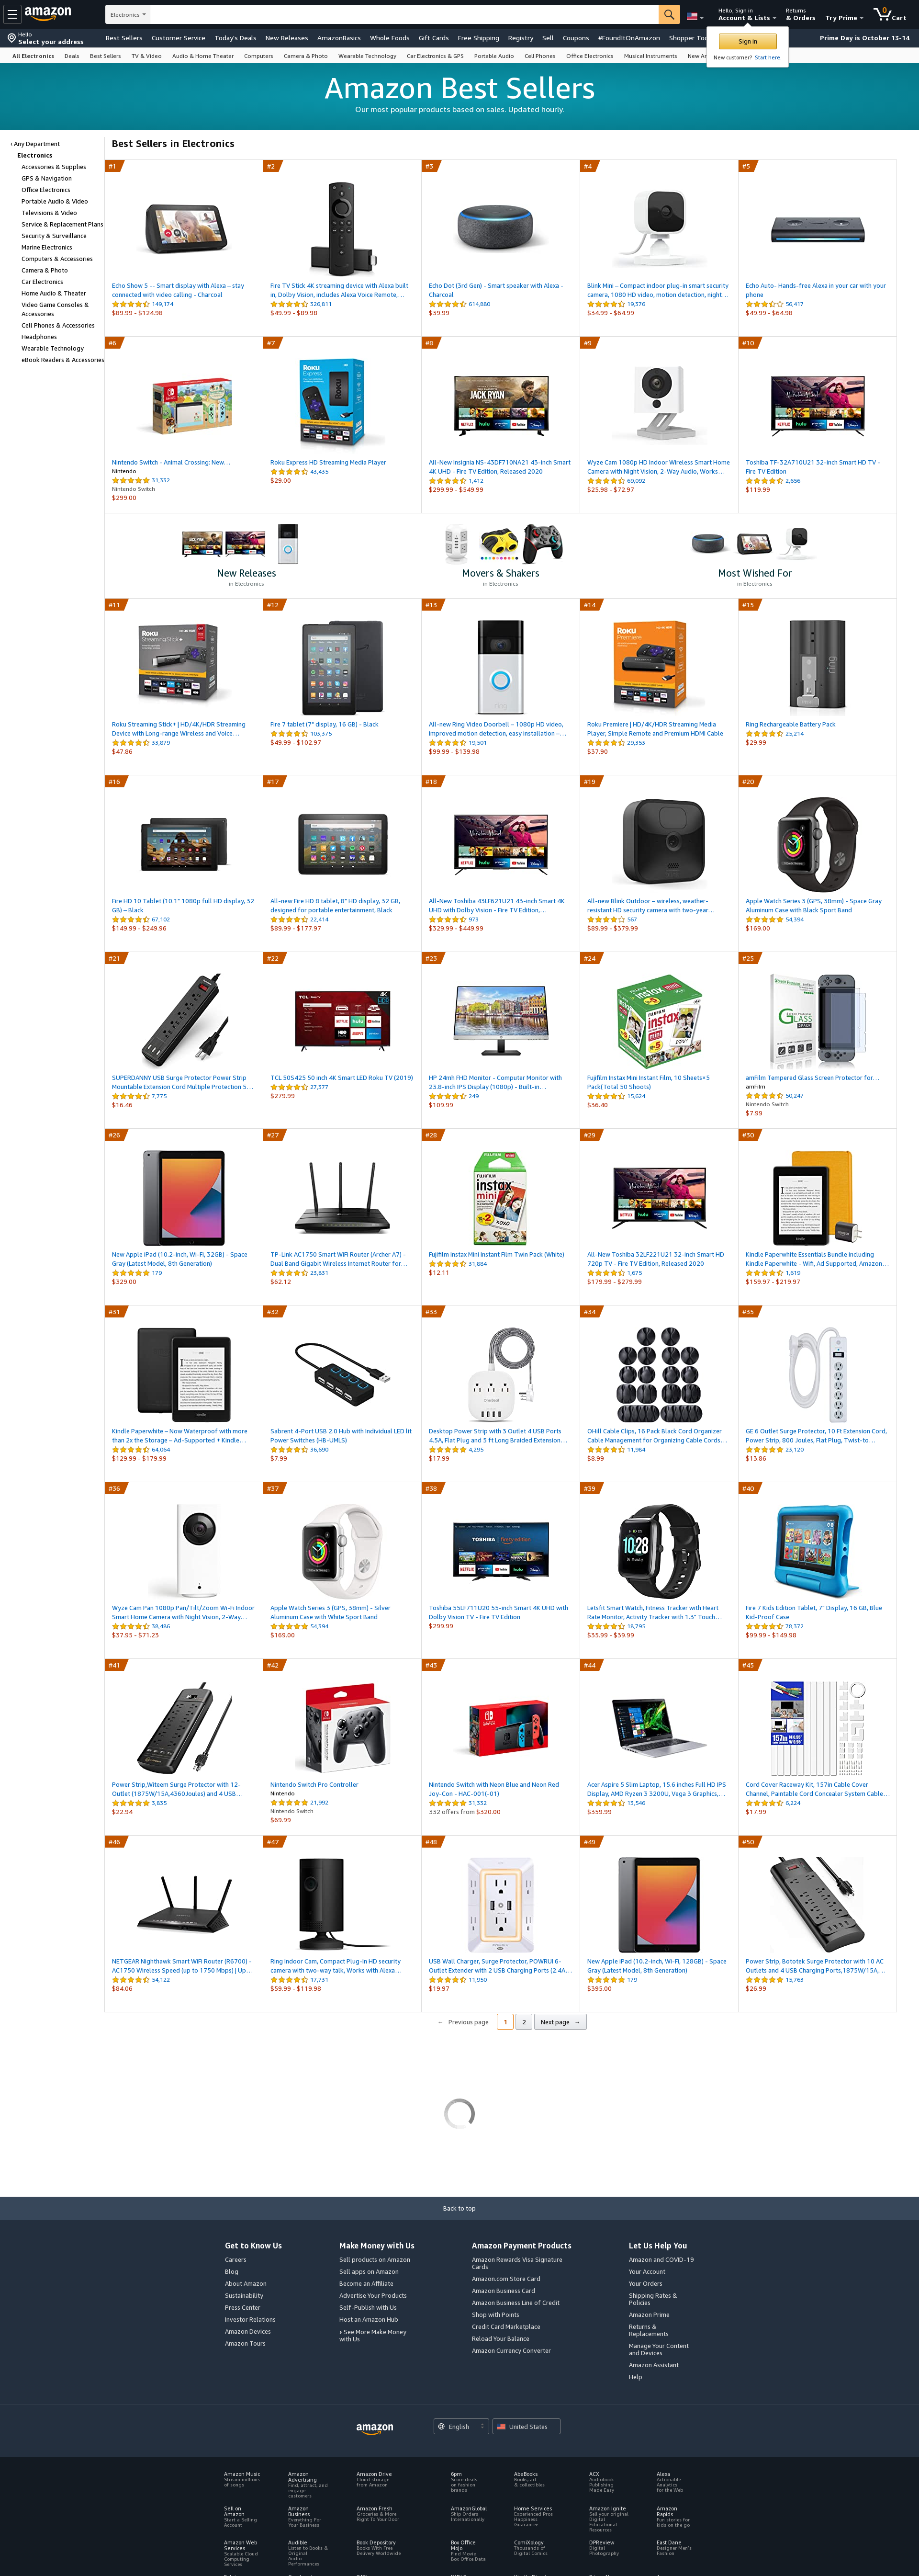 Hello
Select your address
amazon
Electronics
Hello, Sign in
Account & Lists
Returns
& Orders
Try Prime
0
Cart
Best Sellers Customer Service Today's Deals New Releases AmazonBasics Whole Foods Gift Cards Free Shipping Registry Sell Coupons #FoundItOnAmazon Shopper Too
Prime Day is October 13-14
Sign in
New customer? Start here.
All Electronics Deals Best Sellers TV & Video Audio & Home Theater Computers Camera & Photo Wearable Technology Car Electronics & GPS Portable Audio Cell Phones Office Electronics Musical Instruments New Ar
Amazon Best Sellers
Our most popular products based on sales. Updated hourly.
‹ Any Department
Electronics
Accessories & Supplies
GPS & Navigation
Office Electronics
Portable Audio & Video
Televisions & Video
Service & Replacement Plans
Security & Surveillance
Marine Electronics
Computers & Accessories
Camera & Photo
Car Electronics
Home Audio & Theater
Video Game Consoles &
Accessories
Cell Phones & Accessories
Headphones
Wearable Technology
eBook Readers & Accessories
Best Sellers in Electronics
#1
Echo Show 5 -- Smart display with Alexa – stay
connected with video calling - Charcoal
149,174
$89.99 - $124.98
#2
Fire TV Stick 4K streaming device with Alexa built
in, Dolby Vision, includes Alexa Voice Remote,…
326,811
$49.99 - $89.98
#3
Echo Dot (3rd Gen) - Smart speaker with Alexa -
Charcoal
614,880
$39.99
#4
Blink Mini – Compact indoor plug-in smart security
camera, 1080 HD video, motion detection, night…
19,376
$34.99 - $64.99
#5
Echo Auto- Hands-free Alexa in your car with your
phone
56,417
$49.99 - $64.98
#6
Nintendo Switch - Animal Crossing: New…
Nintendo
31,332
Nintendo Switch
$299.00
#7
Roku Express HD Streaming Media Player
43,435
$29.00
#8
All-New Insignia NS-43DF710NA21 43-inch Smart
4K UHD - Fire TV Edition, Released 2020
1,412
$299.99 - $549.99
#9
Wyze Cam 1080p HD Indoor Wireless Smart Home
Camera with Night Vision, 2-Way Audio, Works…
69,092
$25.98 - $72.97
#10
Toshiba TF-32A710U21 32-inch Smart HD TV -
Fire TV Edition
2,656
$119.99
New Releases
in Electronics
Movers & Shakers
in Electronics
Most Wished For
in Electronics
#11
Roku Streaming Stick+ | HD/4K/HDR Streaming
Device with Long-range Wireless and Voice…
33,679
$47.86
#12
Fire 7 tablet (7" display, 16 GB) - Black
103,375
$49.99 - $102.97
#13
All-new Ring Video Doorbell – 1080p HD video,
improved motion detection, easy installation –…
19,501
$99.99 - $139.98
#14
Roku Premiere | HD/4K/HDR Streaming Media
Player, Simple Remote and Premium HDMI Cable
29,353
$37.90
#15
Ring Rechargeable Battery Pack
25,214
$29.99
#16
Fire HD 10 Tablet (10.1" 1080p full HD display, 32
GB) – Black
67,102
$149.99 - $249.96
#17
All-new Fire HD 8 tablet, 8" HD display, 32 GB,
designed for portable entertainment, Black
22,414
$89.99 - $177.97
#18
All-New Toshiba 43LF621U21 43-inch Smart 4K
UHD with Dolby Vision - Fire TV Edition,…
973
$329.99 - $449.99
#19
All-new Blink Outdoor – wireless, weather-
resistant HD security camera with two-year…
567
$89.99 - $379.99
#20
Apple Watch Series 3 (GPS, 38mm) - Space Gray
Aluminum Case with Black Sport Band
54,394
$169.00
#21
SUPERDANNY USB Surge Protector Power Strip
Mountable Extension Cord Multiple Protection 5…
7,775
$16.46
#22
TCL 50S425 50 inch 4K Smart LED Roku TV (2019)
27,377
$279.99
#23
HP 24mh FHD Monitor - Computer Monitor with
23.8-inch IPS Display (1080p) - Built-in…
249
$109.99
#24
Fujifilm Instax Mini Instant Film, 10 Sheets×5
Pack(Total 50 Shoots)
15,624
$36.40
#25
amFilm Tempered Glass Screen Protector for…
amFilm
50,247
Nintendo Switch
$7.99
#26
New Apple iPad (10.2-inch, Wi-Fi, 32GB) - Space
Gray (Latest Model, 8th Generation)
179
$329.00
#27
TP-Link AC1750 Smart WiFi Router (Archer A7) -
Dual Band Gigabit Wireless Internet Router for…
23,831
$62.12
#28
Fujifilm Instax Mini Instant Film Twin Pack (White)
31,664
$12.11
#29
All-New Toshiba 32LF221U21 32-inch Smart HD
720p TV - Fire TV Edition, Released 2020
1,675
$179.99 - $279.99
#30
Kindle Paperwhite Essentials Bundle including
Kindle Paperwhite - Wifi, Ad Supported, Amazon…
1,619
$159.97 - $219.97
#31
Kindle Paperwhite – Now Waterproof with more
than 2x the Storage – Ad-Supported + Kindle…
64,064
$129.99 - $179.99
#32
Sabrent 4-Port USB 2.0 Hub with Individual LED lit
Power Switches (HB-UMLS)
36,690
$7.99
#33
Desktop Power Strip with 3 Outlet 4 USB Ports
4.5A, Flat Plug and 5 ft Long Braided Extension…
4,295
$17.99
#34
OHill Cable Clips, 16 Pack Black Cord Organizer
Cable Management for Organizing Cable Cords…
11,984
$8.99
#35
GE 6 Outlet Surge Protector, 10 Ft Extension Cord,
Power Strip, 800 Joules, Flat Plug, Twist-to…
23,120
$13.86
#36
Wyze Cam Pan 1080p Pan/Tilt/Zoom Wi-Fi Indoor
Smart Home Camera with Night Vision, 2-Way…
38,486
$37.95 - $71.23
#37
Apple Watch Series 3 (GPS, 38mm) - Silver
Aluminum Case with White Sport Band
54,394
$169.00
#38
Toshiba 55LF711U20 55-inch Smart 4K UHD with
Dolby Vision TV - Fire TV Edition
$299.99
#39
Letsfit Smart Watch, Fitness Tracker with Heart
Rate Monitor, Activity Tracker with 1.3" Touch…
18,795
$35.99 - $39.99
#40
Fire 7 Kids Edition Tablet, 7" Display, 16 GB, Blue
Kid-Proof Case
78,372
$99.99 - $149.98
#41
Power Strip,Witeem Surge Protector with 12-
Outlet (1875W/15A,4360Joules) and 4 USB…
3,835
$22.94
#42
Nintendo Switch Pro Controller
Nintendo
21,992
Nintendo Switch
$69.99
#43
Nintendo Switch with Neon Blue and Neon Red
Joy-Con - HAC-001(-01)
31,332
332 offers from $320.00
#44
Acer Aspire 5 Slim Laptop, 15.6 inches Full HD IPS
Display, AMD Ryzen 3 3200U, Vega 3 Graphics,…
13,546
$359.99
#45
Cord Cover Raceway Kit, 157in Cable Cover
Channel, Paintable Cord Concealer System Cable…
6,224
$17.99
#46
NETGEAR Nighthawk Smart WiFi Router (R6700) -
AC1750 Wireless Speed (up to 1750 Mbps) | Up…
54,122
$84.06
#47
Ring Indoor Cam, Compact Plug-In HD security
camera with two-way talk, Works with Alexa…
17,731
$59.99 - $119.98
#48
USB Wall Charger, Surge Protector, POWRUI 6-
Outlet Extender with 2 USB Charging Ports (2.4A…
11,950
$19.97
#49
New Apple iPad (10.2-inch, Wi-Fi, 128GB) - Space
Gray (Latest Model, 8th Generation)
179
$395.00
#50
Power Strip, Bototek Surge Protector with 10 AC
Outlets and 4 USB Charging Ports,1875W/15A,…
15,763
$26.99
← Previous page 1 2 Next page →
Back to top
Get to Know Us
Careers
Blog
About Amazon
Sustainability
Press Center
Investor Relations
Amazon Devices
Amazon Tours
Make Money with Us
Sell products on Amazon
Sell apps on Amazon
Become an Affiliate
Advertise Your Products
Self-Publish with Us
Host an Amazon Hub
› See More Make Money
with Us
Amazon Payment Products
Amazon Rewards Visa Signature
Cards
Amazon.com Store Card
Amazon Business Card
Amazon Business Line of Credit
Shop with Points
Credit Card Marketplace
Reload Your Balance
Amazon Currency Converter
Let Us Help You
Amazon and COVID-19
Your Account
Your Orders
Shipping Rates &
Policies
Amazon Prime
Returns &
Replacements
Manage Your Content
and Devices
Amazon Assistant
Help
amazon
English
United States
Amazon Music
Stream millions
of songs
Amazon
Advertising
Find, attract, and
engage
customers
Amazon Drive
Cloud storage
from Amazon
6pm
Score deals
on fashion
brands
AbeBooks
Books, art
& collectibles
ACX
Audiobook
Publishing
Made Easy
Alexa
Actionable
Analytics
for the Web
Sell on
Amazon
Start a Selling
Account
Amazon
Business
Everything For
Your Business
Amazon Fresh
Groceries & More
Right To Your Door
AmazonGlobal
Ship Orders
Internationally
Home Services
Experienced Pros
Happiness
Guarantee
Amazon Ignite
Sell your original
Digital
Educational
Resources
Amazon
Rapids
Fun stories for
kids on the go
Amazon Web
Services
Scalable Cloud
Computing
Services
Audible
Listen to Books &
Original
Audio
Performances
Book Depository
Books With Free
Delivery Worldwide
Box Office
Mojo
Find Movie
Box Office Data
ComiXology
Thousands of
Digital Comics
DPReview
Digital
Photography
East Dane
Designer Men's
Fashion